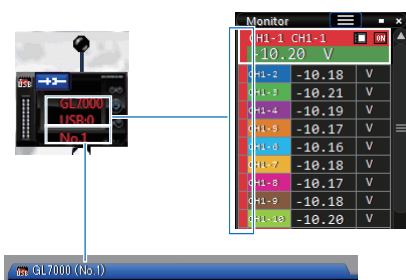 Monitor
CH1-1 CH1-1 ON
-10.20 V
CH1-2 -10.18 V
CH1-3 -10.21 V
CH1-4 -10.19 V
CH1-5 -10.17 V
CH1-6 -10.16 V
CH1-7 -10.18 V
CH1-8 -10.17 V
CH1-9 -10.18 V
CH1-10 -10.20 V
USB
GL7000
USB:0
No.1
USB GL7000 (No.1)